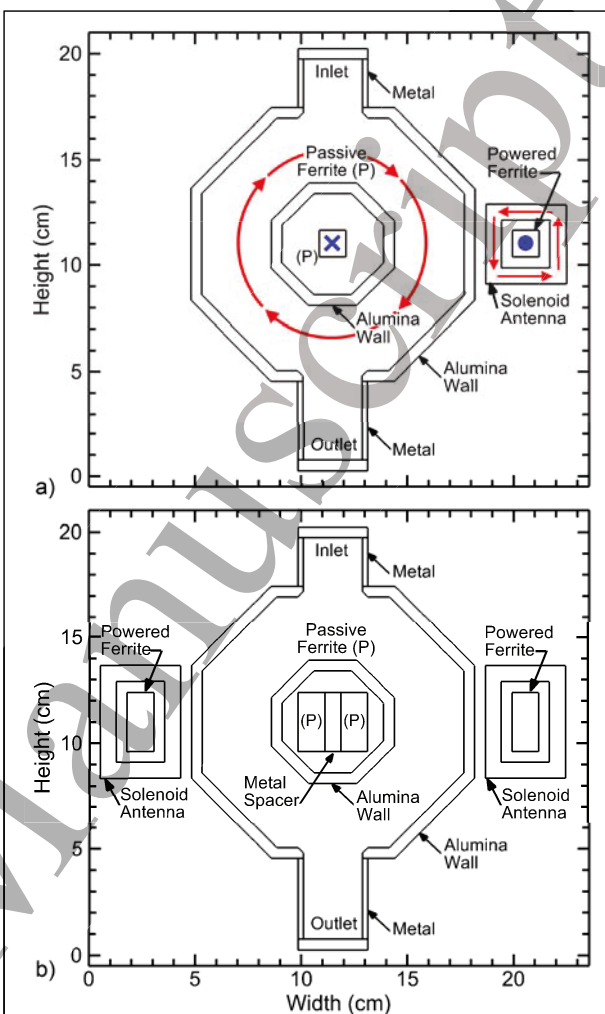 20
Inlet
Metal
15
Passive
Ferrite (P)
Powered
Ferrite
10
(P)
Height (cm)
Solenoid
Antenna
Alumina
Wall
5
Alumina
Wall
Outlet
Metal
0
a)
20
Inlet
Metal
15
Powered
Ferrite
Passive
Ferrite (P)
Powered
Ferrite
(P)
(P)
10
Height (cm)
Metal
Spacer
Solenoid
Antenna
Alumina
Wall
Solenoid
Antenna
5
Alumina
Wall
Outlet
Metal
0
b)
0
5
10
15
20
Width (cm)
Manuscript